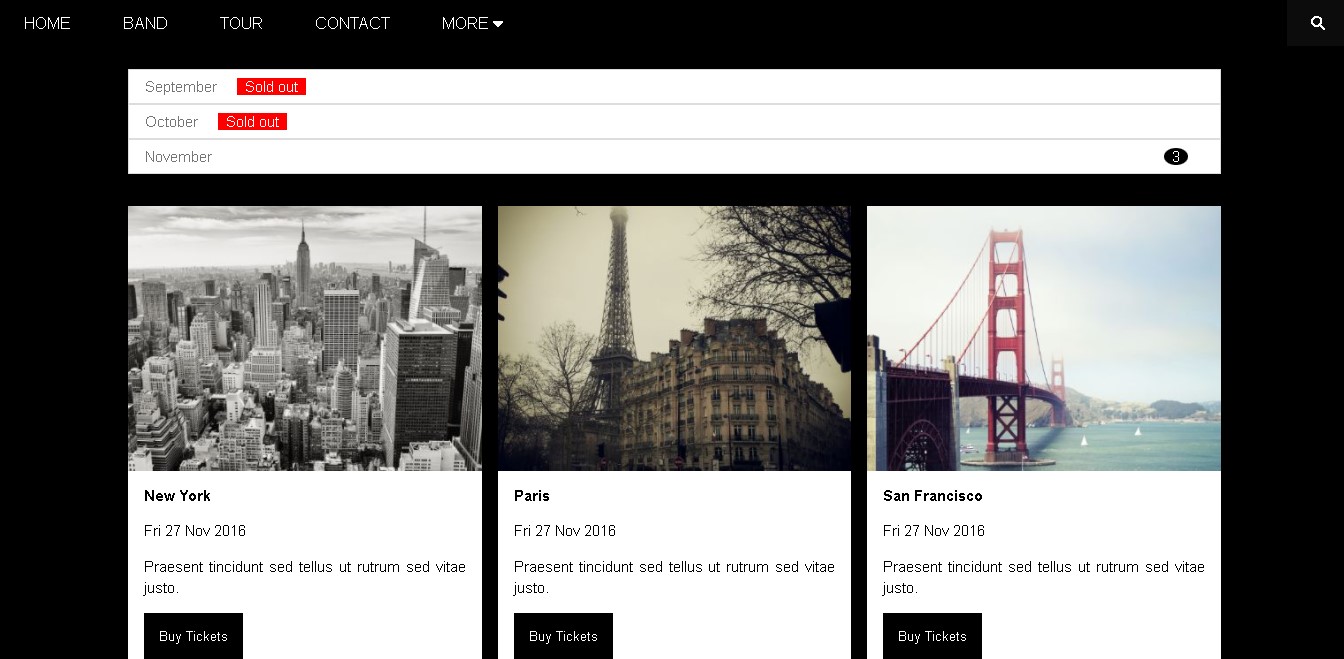 HOME BAND TOUR CONTACT MORE
September Sold out
October Sold out
November 3
New York
Fri 27 Nov 2016
Praesent tincidunt sed tellus ut rutrum sed vitae
justo.
Buy Tickets
Paris
Fri 27 Nov 2016
Praesent tincidunt sed tellus ut rutrum sed vitae
justo.
Buy Tickets
San Francisco
Fri 27 Nov 2016
Praesent tincidunt sed tellus ut rutrum sed vitae
justo.
Buy Tickets